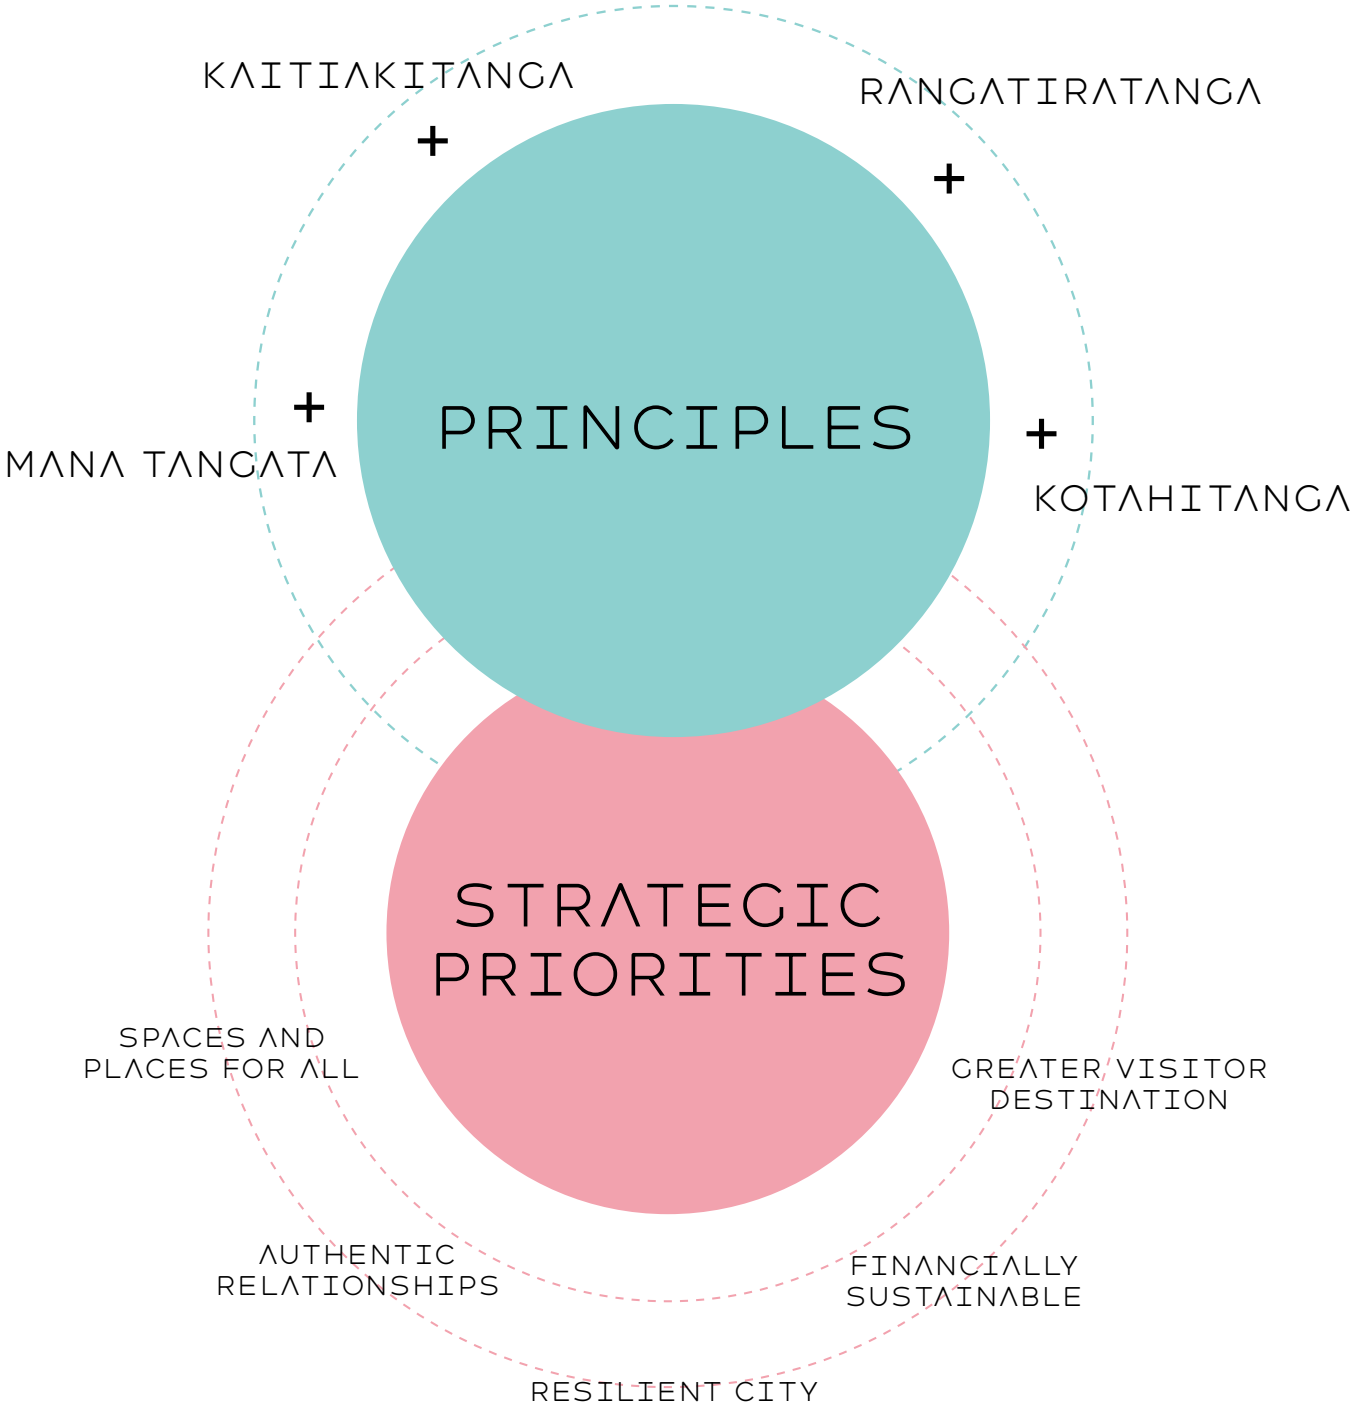 KAITIAKITANGA
RANGATIRATANGA
+
+
PRINCIPLES
+
+
MANA TANGATA
KOTAHITANGA
STRATEGIC
PRIORITIES
SPACES AND
PLACES FOR ALL
GREATER VISITOR
DESTINATION
AUTHENTIC
RELATIONSHIPS
FINANCIALLY
SUSTAINABLE
RESILIENT CITY